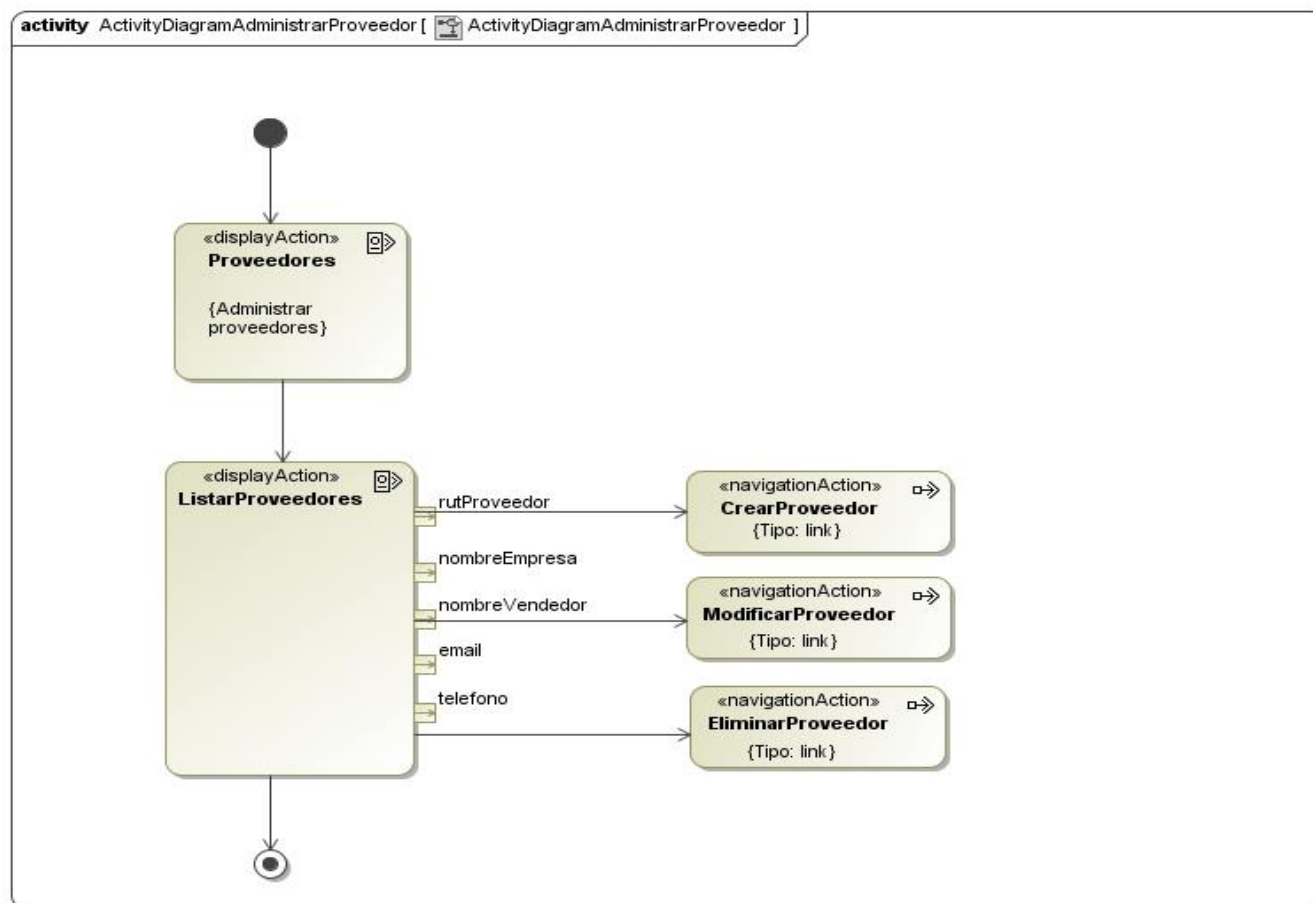 activity ActivityDiagramAdministrarProveedor [ ActivityDiagramAdministrarProveedor ]
«displayAction»
Proveedores
{Administrar
proveedores}
«displayAction»
ListarProveedores
rutProveedor
nombreEmpresa
nombreVendedor
email
telefono
«navigationAction»
CrearProveedor
{Tipo: link}
«navigationAction»
ModificarProveedor
{Tipo: link}
«navigationAction»
EliminarProveedor
{Tipo: link}